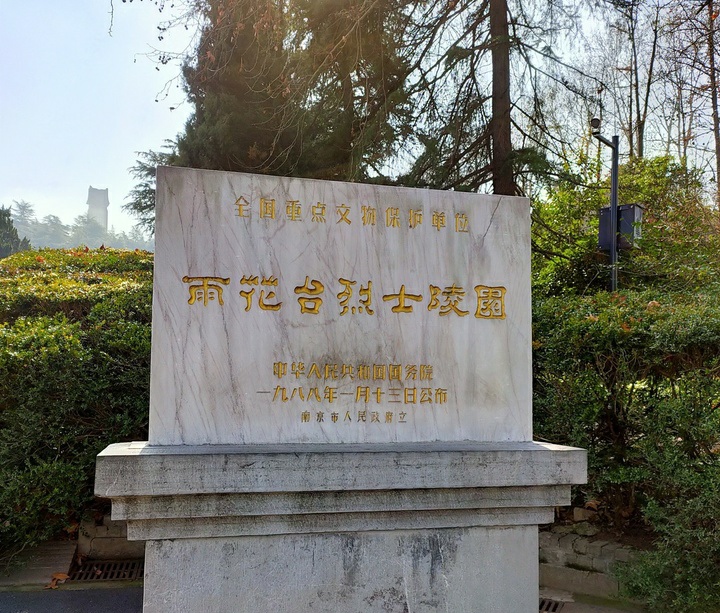 全国重点文物保护单位
雨花台烈士陵园
中华人民共和国国务院
一九八八年一月十三日公布
南京市人民政府立